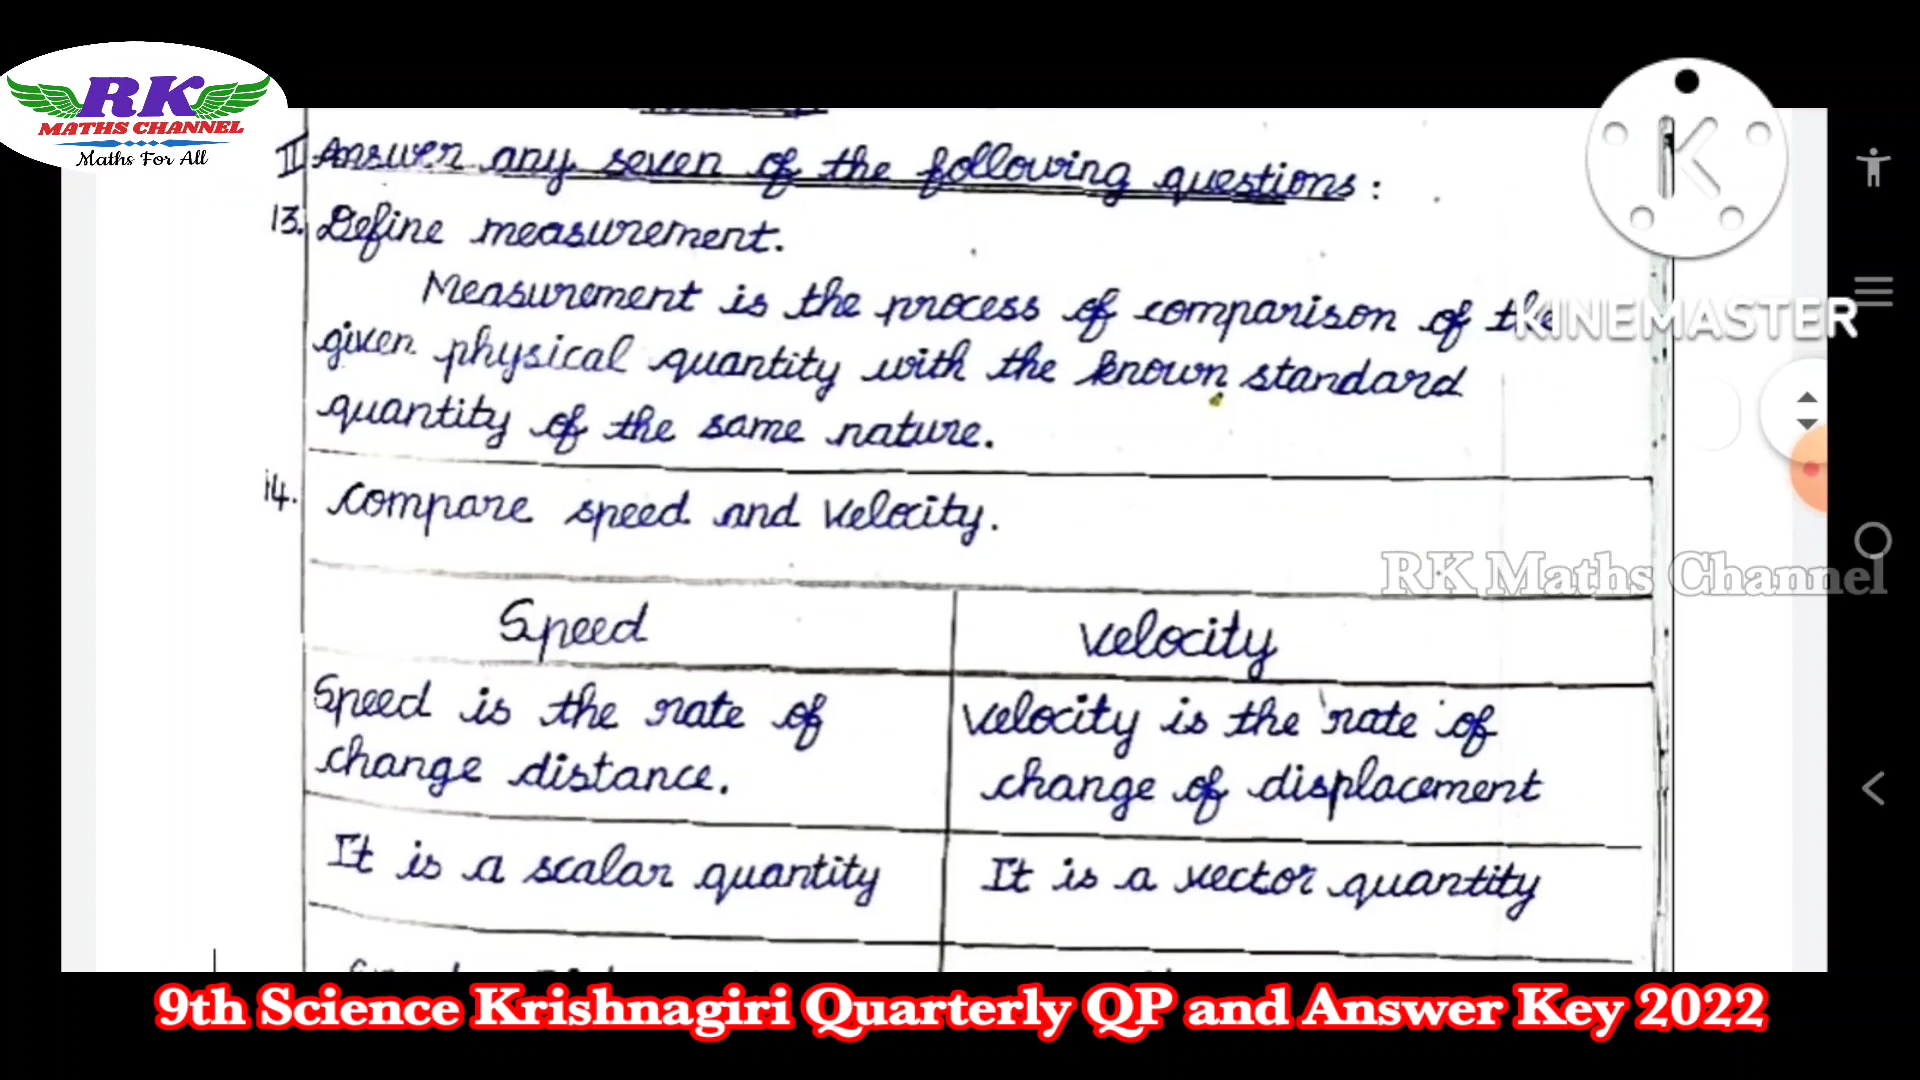 RK
MATHS CHANNEL
Maths For All
K
KINEMASTER
II Answer any seven of the following questions:
13. Define measurement.
Measurement is the process of comparison of the
given physical quantity with the known standard
quantity of the same nature.
14. Compare speed and velocity.
RK Maths Channel
Speed
Velocity
Speed is the rate of
change distance.
Velocity is the rate of
change of displacement
It is a scalar quantity
It is a vector quantity
9th Science Krishnagiri Quarterly QP and Answer Key 2022